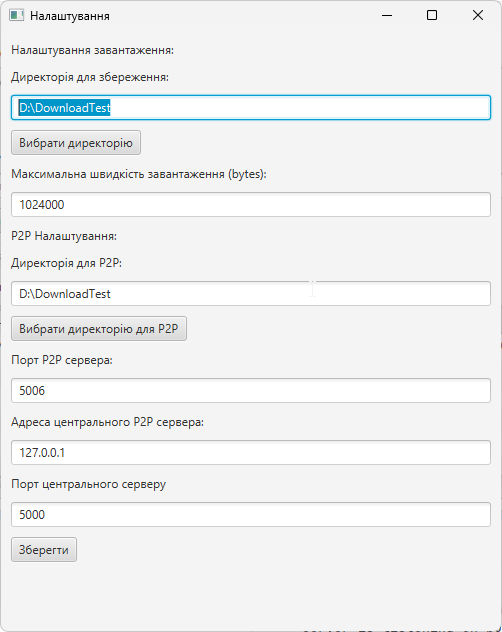 Налаштування
Налаштування завантаження:
Директорія для збереження:
D:\DownloadTest
Вибрати директорію
Максимальна швидкість завантаження (bytes):
1024000
P2P Налаштування:
Директорія для P2P:
D:\DownloadTest
Вибрати директорію для P2P
Порт P2P сервера:
5006
Адреса центрального P2P сервера:
127.0.0.1
Порт центрального серверу
5000
Зберегти